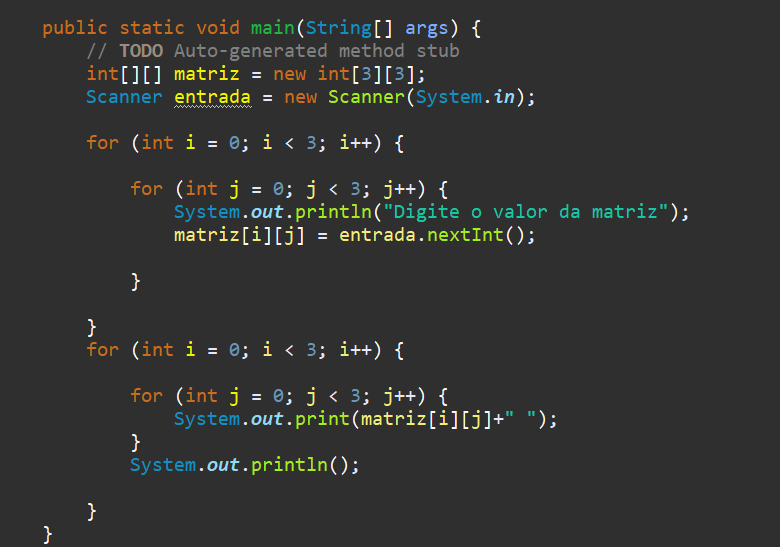 public static void main(String[] args) {
// TODO Auto-generated method stub
int[][] matriz = new int[3][3];
Scanner entrada = new Scanner(System.in);
for (int i = 0; i < 3; i++) {
for (int j = 0; j < 3; j++) {
System.out.println("Digite o valor da matriz");
matriz[i][j] = entrada.nextInt();
}
}
for (int i = 0; i < 3; i++) {
for (int j = 0; j < 3; j++) {
System.out.print(matriz[i][j]+" ");
}
System.out.println();
}
}